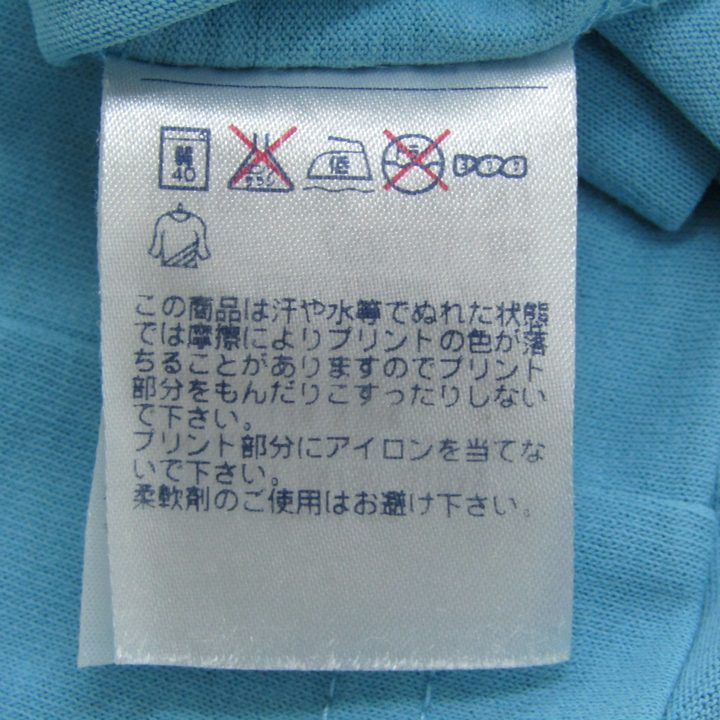 弱 40
低
ドライ
この商品は汗や水等でぬれた状態
では摩擦によりプリントの色が落
ちることがありますのでプリント
部分をもんだりこすったりしない
で下さい。
プリント部分にアイロンを当てな
いで下さい。
柔軟剤のご使用はお避け下さい。